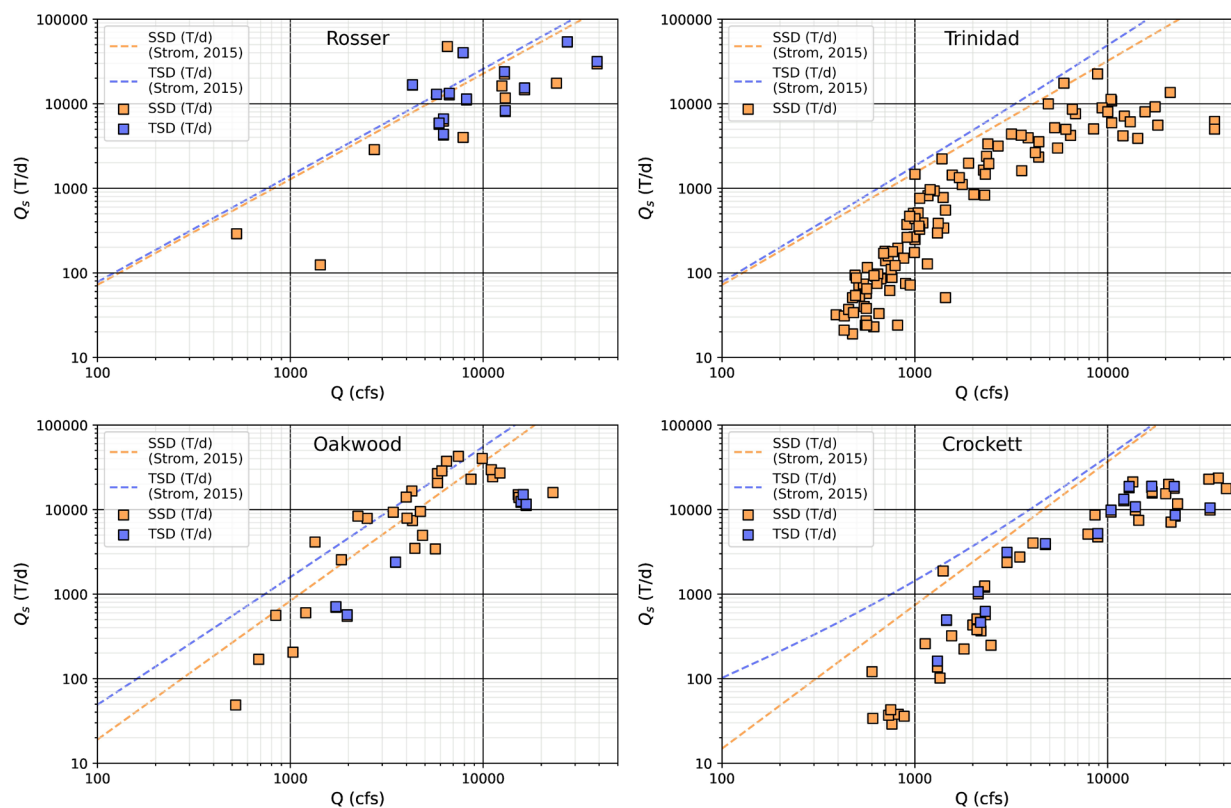 Rosser
SSD (T/d)
(Strom, 2015)
TSD (T/d)
(Strom, 2015)
SSD (T/d)
TSD (T/d)
100000
10000
1000
100
10
Qs (T/d)
100
1000
10000
Q (cfs)
Trinidad
SSD (T/d)
(Strom, 2015)
TSD (T/d)
(Strom, 2015)
SSD (T/d)
100000
10000
1000
100
10
Qs (T/d)
100
1000
10000
Q (cfs)
Oakwood
SSD (T/d)
(Strom, 2015)
TSD (T/d)
(Strom, 2015)
SSD (T/d)
TSD (T/d)
100000
10000
1000
100
10
Qs (T/d)
100
1000
10000
Q (cfs)
Crockett
SSD (T/d)
(Strom, 2015)
TSD (T/d)
(Strom, 2015)
SSD (T/d)
TSD (T/d)
100000
10000
1000
100
10
Qs (T/d)
100
1000
10000
Q (cfs)